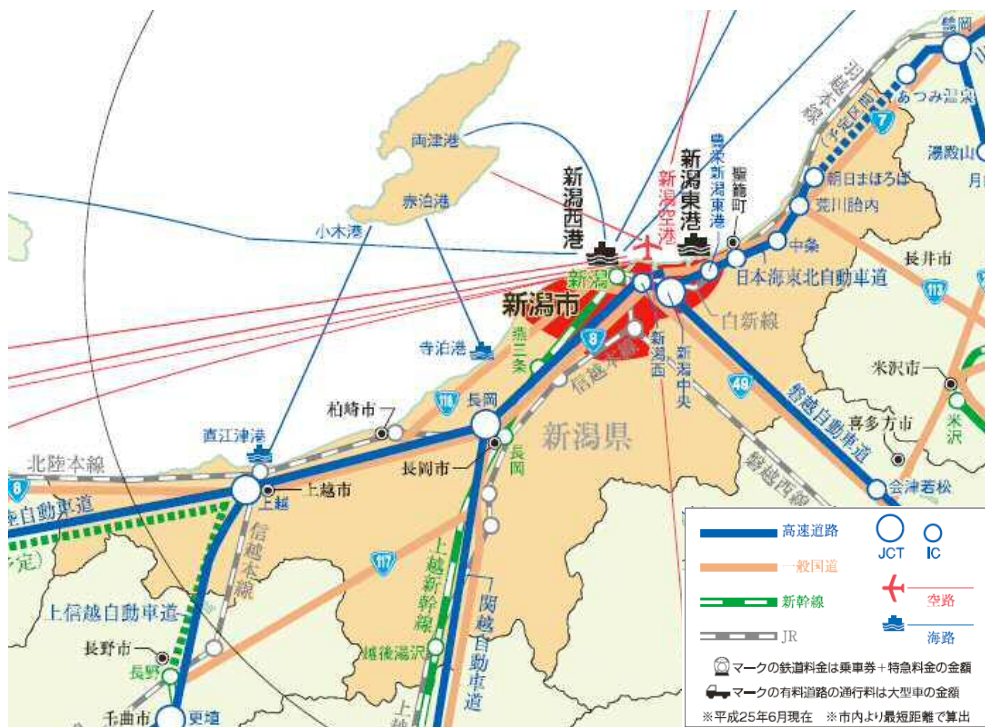 鶴岡
羽越本線
あつみ温泉
(予定区間)
7
両津港
湯殿山
新潟西港
新潟空港
新潟東港
豊栄新潟東港
聖籠町
朝日まほろば
赤泊港
荒川胎内
小木港
中条
長井市
日本海東北自動車道
新潟
113
新潟市
白新線
燕三条
8
信越本線
新潟西
新潟中央
寺泊港
49
米沢市
116
長岡
磐越自動車道
喜多方市
米沢
柏崎市
新潟県
直江津港
長岡市
長岡
磐越西線
北陸本線
8
上越市
会津若松
上越
自動車道
信越本線
定)
117
上越新幹線
関越自動車道
上信越自動車道
長野市
長野
越後湯沢
千曲市
更埴
上越
高速道路
JCT
IC
一般国道
新幹線
空路
JR
海路
マークの鉄道料金は乗車券+特急料金の金額
マークの有料道路の通行料は大型車の金額
※平成25年6月現在 ※市内より最短距離で算出